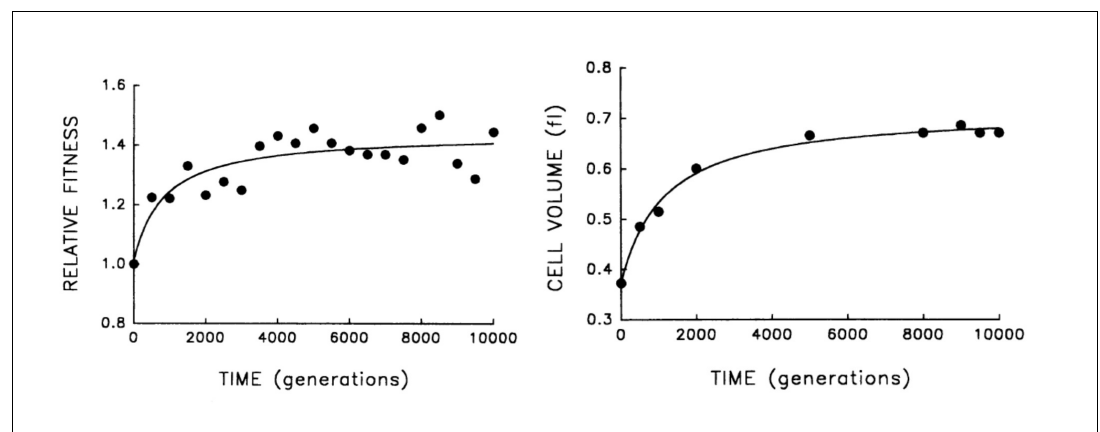 1.6
1.4
1.2
1.0
0.8
RELATIVE FITNESS
0 2000 4000 6000 8000 10000
TIME (generations)
0.8
0.7
0.6
0.5
0.4
0.3
CELL VOLUME (fl)
0 2000 4000 6000 8000 10000
TIME (generations)